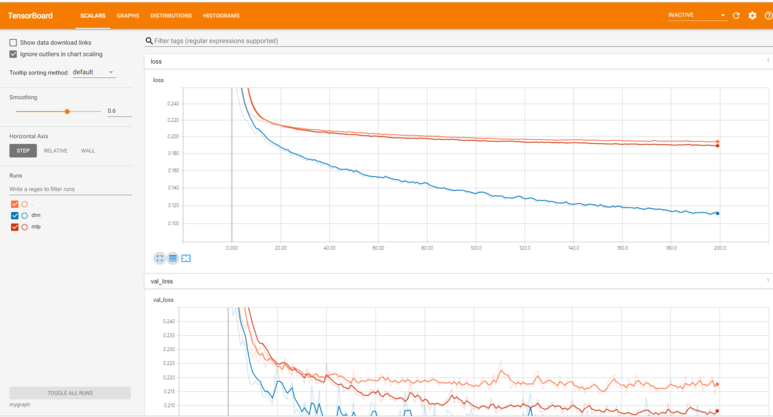 TensorBoard SCALARS GRAPHS DISTRIBUTIONS HISTOGRAMS INACTIVE
Show data download links
Ignore outliers in chart scaling
Tooltip sorting method: default
Smoothing
0.6
Horizontal Axis
STEP RELATIVE WALL
Runs
Write a regex to filter runs
.
dnn
mlp
TOGGLE ALL RUNS
mygraph
Filter tags (regular expressions supported)
loss 1
loss
0.240
0.220
0.200
0.180
0.160
0.140
0.120
0.100
0.000 20.00 40.00 60.00 80.00 100.0 120.0 140.0 160.0 180.0 200.0
val_loss 1
val_loss
0.240
0.235
0.230
0.225
0.220
0.215
0.210